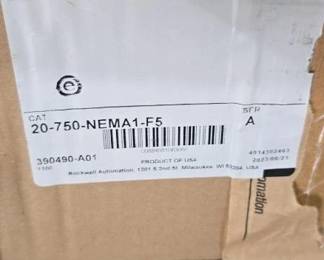 CAT
SER
20-750-NEMA1-F5
A
390490-A01
PRODUCT OF USA
Rockwell Automation, 1201 S 2nd St. Milwaukee, WI 53204, USA